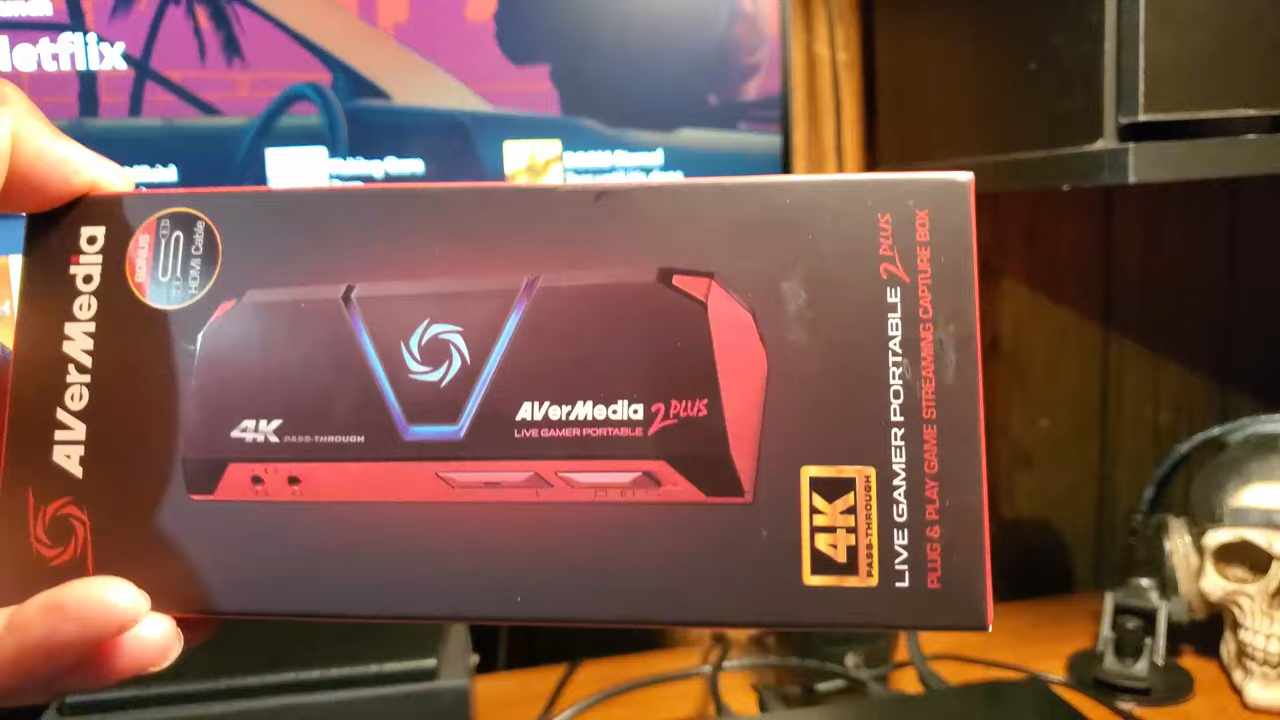 Netflix
AVerMedia
BONUS
HDMI Cable
4K PASS-THROUGH
AVerMedia
LIVE GAMER PORTABLE
2 PLUS
4K
PASS-THROUGH
LIVE GAMER PORTABLE 2 PLUS
PLUG & PLAY GAME STREAMING CAPTURE BOX